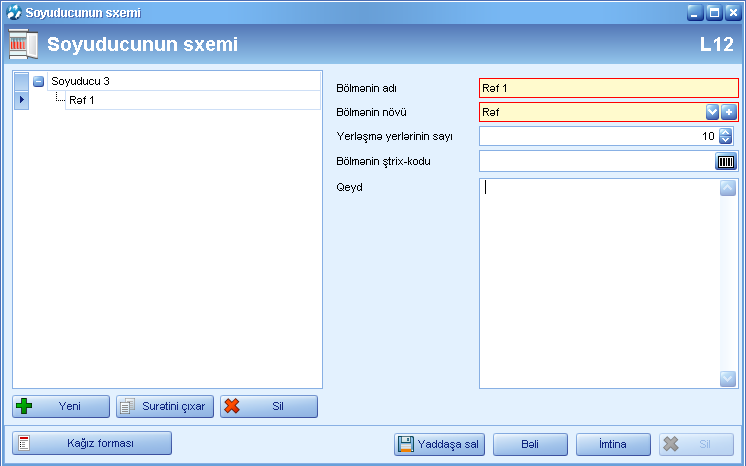 Soyuducunun sxemi
Soyuducunun sxemi
L12
Soyuducu 3
Rəf 1
Bölmənin adı
Rəf 1
Bölmənin növü
Rəf
Yerləşmə yerlərinin sayı
10
Bölmənin ştrix-kodu
Qeyd
Yeni
Surətini çıxar
Sil
Kağız forması
Yaddaşa sal
Bəli
İmtina
Sil